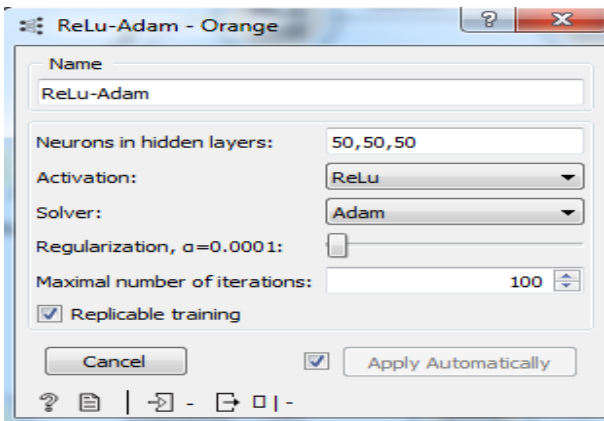 ReLu-Adam - Orange
Name
ReLu-Adam
Neurons in hidden layers: 50,50,50
Activation: ReLu
Solver: Adam
Regularization, α=0.0001:
Maximal number of iterations: 100
Replicable training
Cancel Apply Automatically
? | - | -